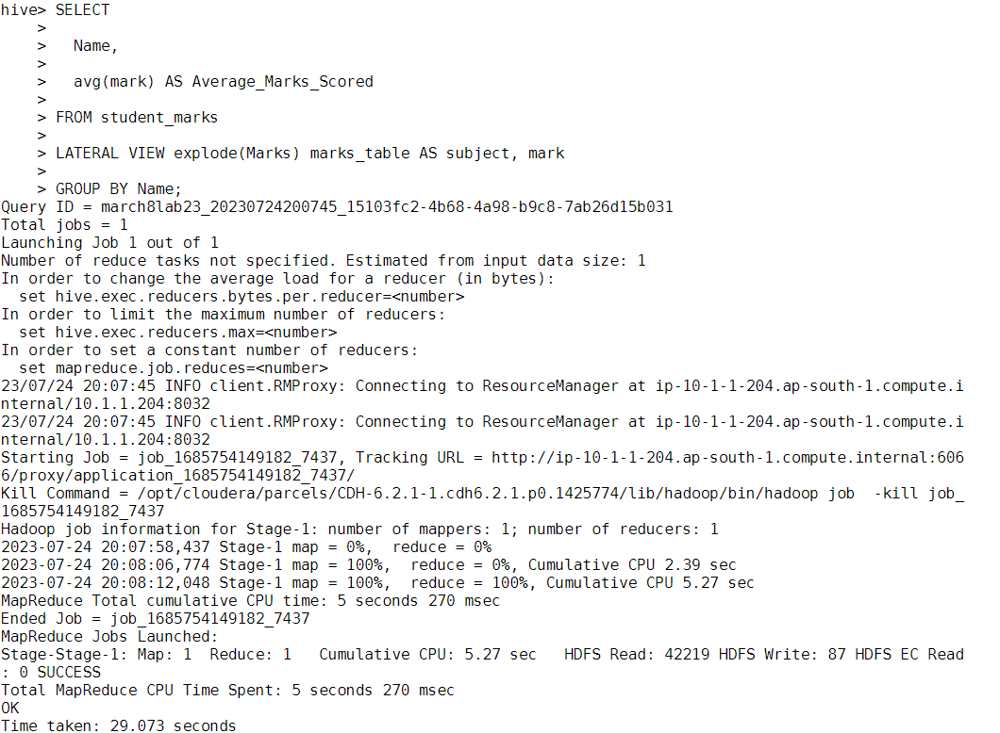 hive> SELECT
    >
    >   Name,
    >
    >   avg(mark) AS Average_Marks_Scored
    >
    > FROM student_marks
    >
    > LATERAL VIEW explode(Marks) marks_table AS subject, mark
    >
    > GROUP BY Name;
Query ID = march8lab23_20230724200745_15103fc2-4b68-4a98-b9c8-7ab26d15b031
Total jobs = 1
Launching Job 1 out of 1
Number of reduce tasks not specified. Estimated from input data size: 1
In order to change the average load for a reducer (in bytes):
  set hive.exec.reducers.bytes.per.reducer=<number>
In order to limit the maximum number of reducers:
  set hive.exec.reducers.max=<number>
In order to set a constant number of reducers:
  set mapreduce.job.reduces=<number>
23/07/24 20:07:45 INFO client.RMProxy: Connecting to ResourceManager at ip-10-1-1-204.ap-south-1.compute.i
nternal/10.1.1.204:8032
23/07/24 20:07:45 INFO client.RMProxy: Connecting to ResourceManager at ip-10-1-1-204.ap-south-1.compute.i
nternal/10.1.1.204:8032
Starting Job = job_1685754149182_7437, Tracking URL = http://ip-10-1-1-204.ap-south-1.compute.internal:606
6/proxy/application_1685754149182_7437/
Kill Command = /opt/cloudera/parcels/CDH-6.2.1-1.cdh6.2.1.p0.1425774/lib/hadoop/bin/hadoop job  -kill job_
1685754149182_7437
Hadoop job information for Stage-1: number of mappers: 1; number of reducers: 1
2023-07-24 20:07:58,437 Stage-1 map = 0%,  reduce = 0%
2023-07-24 20:08:06,774 Stage-1 map = 100%,  reduce = 0%, Cumulative CPU 2.39 sec
2023-07-24 20:08:12,048 Stage-1 map = 100%,  reduce = 100%, Cumulative CPU 5.27 sec
MapReduce Total cumulative CPU time: 5 seconds 270 msec
Ended Job = job_1685754149182_7437
MapReduce Jobs Launched:
Stage-Stage-1: Map: 1  Reduce: 1   Cumulative CPU: 5.27 sec   HDFS Read: 42219 HDFS Write: 87 HDFS EC Read
: 0 SUCCESS
Total MapReduce CPU Time Spent: 5 seconds 270 msec
OK
Time taken: 29.073 seconds